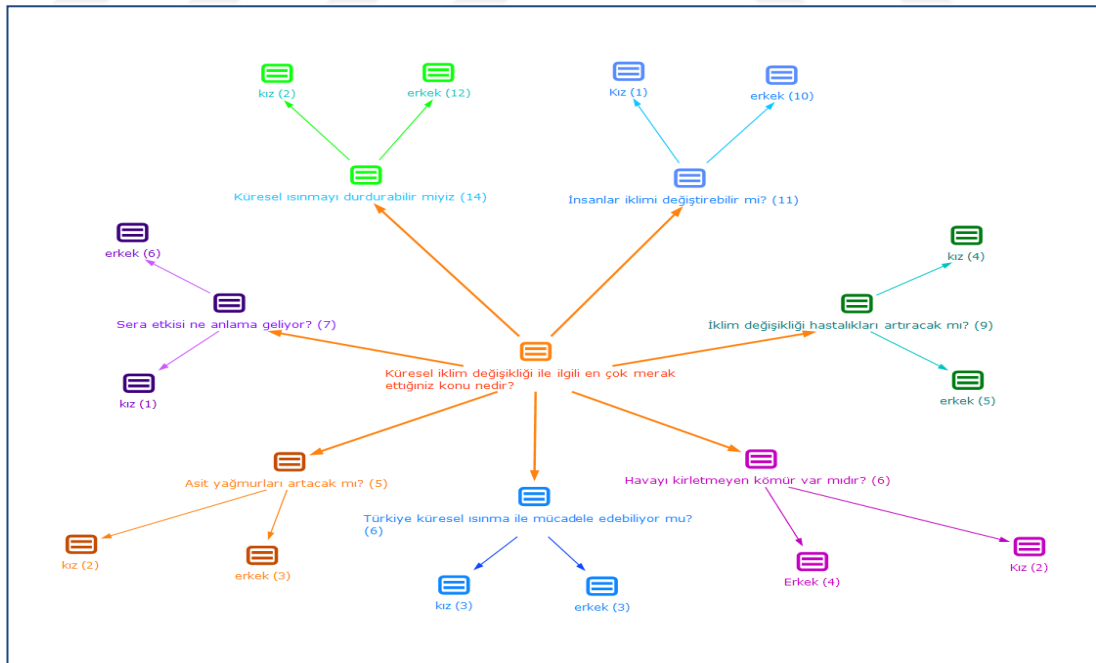 kız (2)
erkek (12)
Kız (1)
erkek (10)
Küresel ısınmayı durdurabilir miyiz (14)
İnsanlar iklimi değiştirebilir mi? (11)
erkek (6)
kız (4)
Sera etkisi ne anlama geliyor? (7)
İklim değişikliği hastalıkları artıracak mı? (9)
Küresel iklim değişikliği ile ilgili en çok merak
ettiğiniz konu nedir?
kız (1)
erkek (5)
Asit yağmurları artacak mı? (5)
Havayı kirletmeyen kömür var mıdır? (6)
Türkiye küresel ısınma ile mücadele edebiliyor mu?
(6)
kız (2)
erkek (3)
kız (3)
erkek (3)
Erkek (4)
Kız (2)